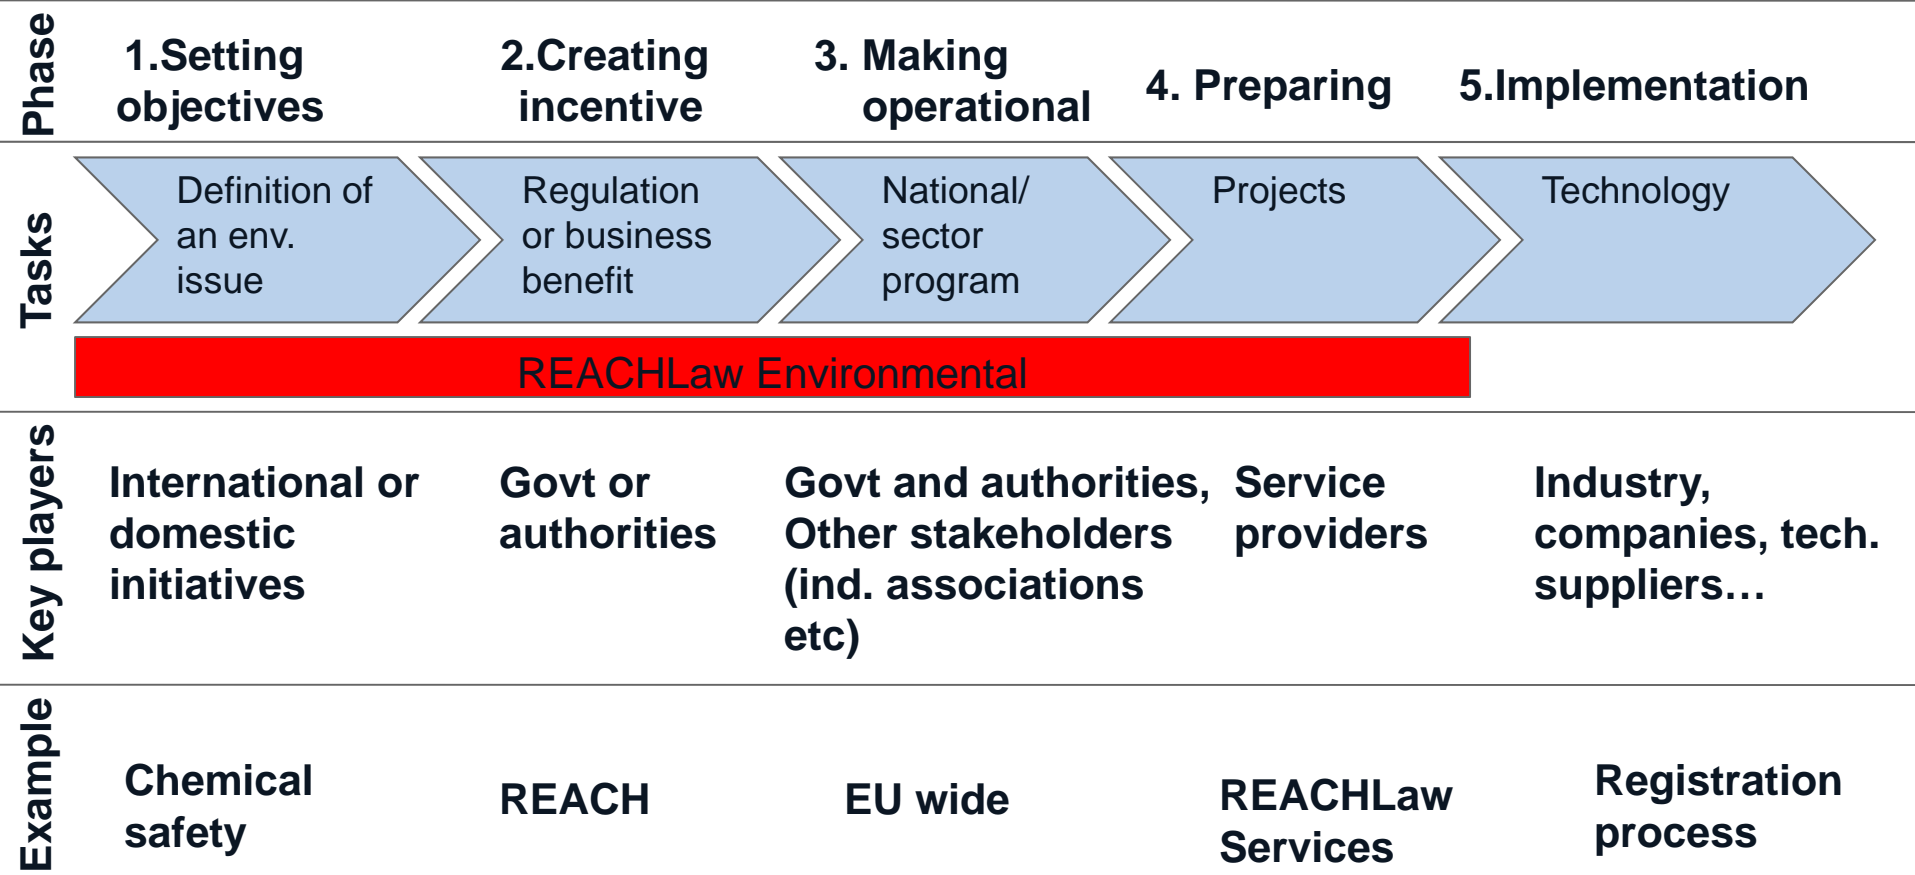 Phase
1.Setting
objectives
2.Creating
incentive
3. Making
operational
4. Preparing
5.Implementation
Tasks
Definition of
an env.
issue
Regulation
or business
benefit
National/
sector
program
Projects
Technology
REACHLaw Environmental
Key players
International or
domestic
initiatives
Govt or
authorities
Govt and authorities,
Other stakeholders
(ind. associations
etc)
Service
providers
Industry,
companies, tech.
suppliers…
Example
Chemical
safety
REACH
EU wide
REACHLaw
Services
Registration
process